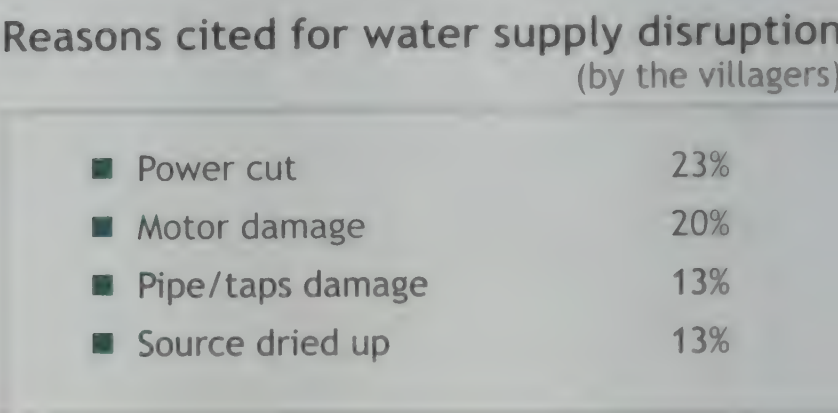 Reasons cited for water supply disruption
(by the villagers)
Power cut 23%
Motor damage 20%
Pipe/taps damage 13%
Source dried up 13%